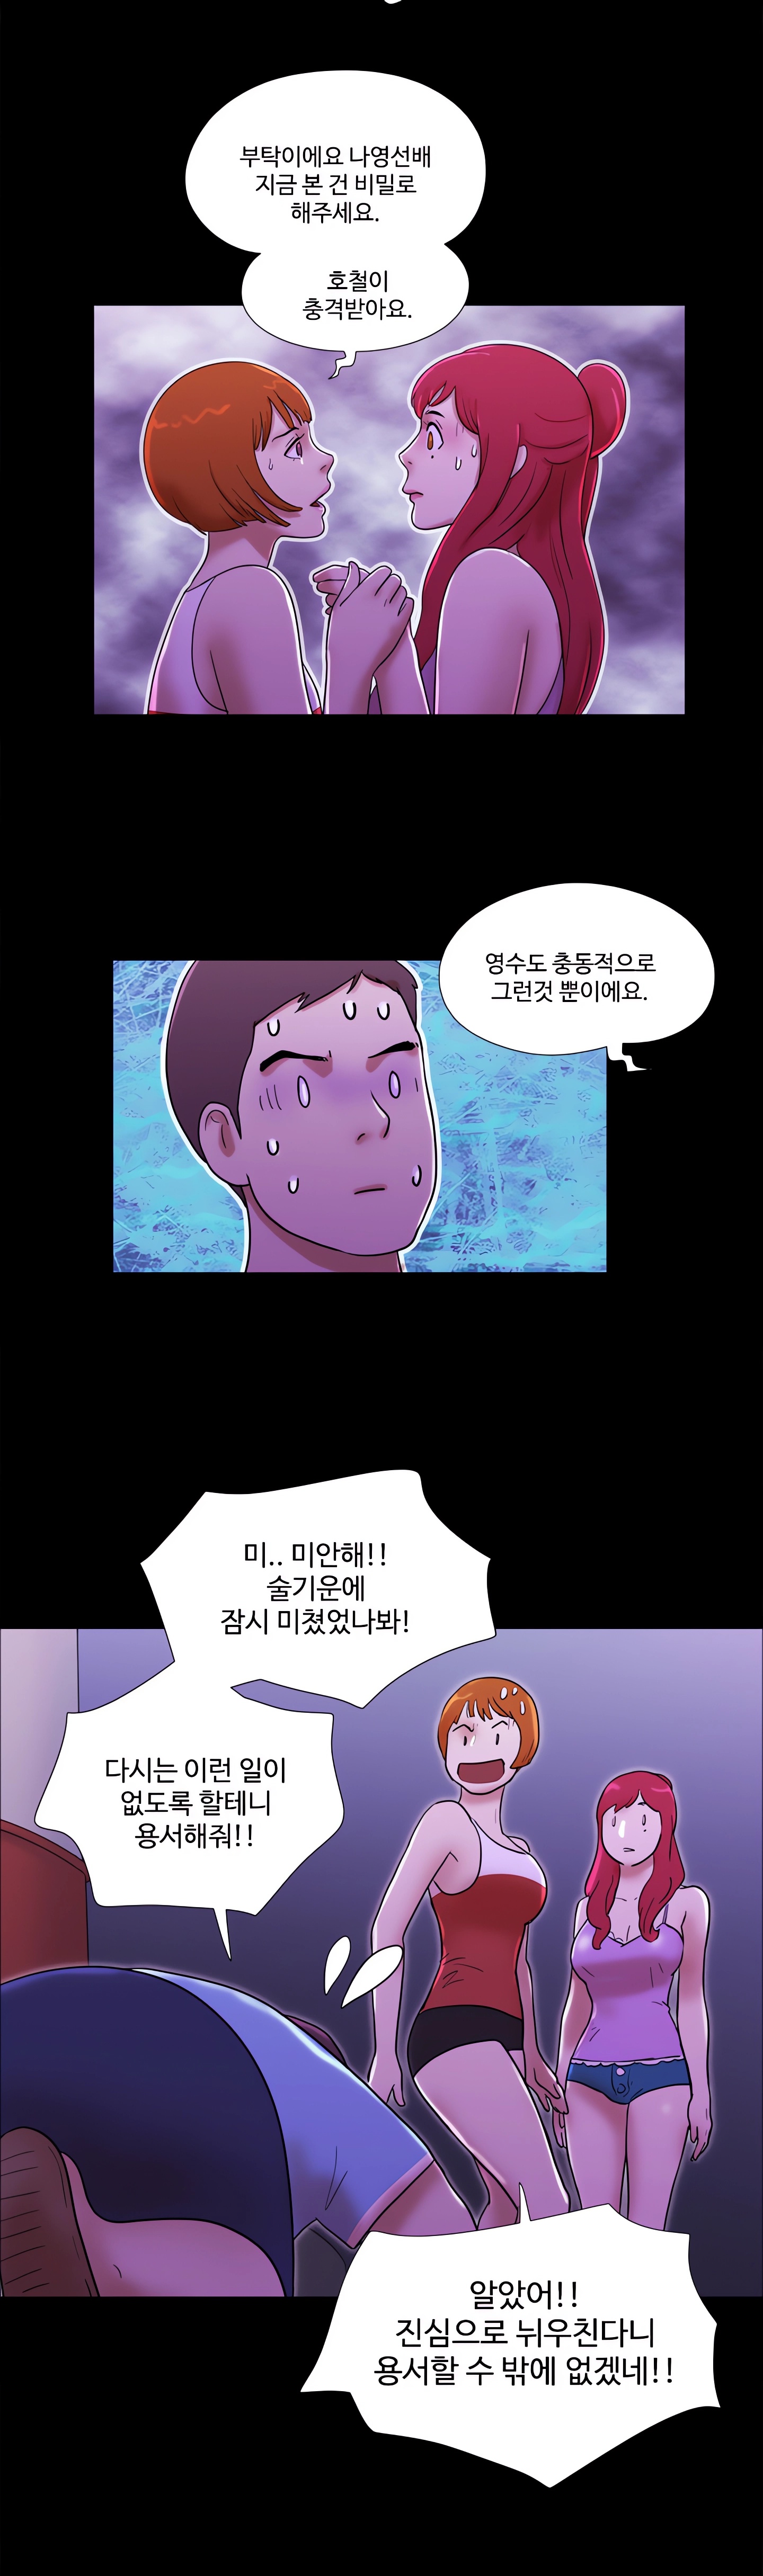 부탁이에요 나영선배
지금 본 건 비밀로
해주세요.
호철이
충격받아요.
영수도 충동적으로
그런것 뿐이에요.
미.. 미안해!!
술기운에
잠시 미쳤었나봐!
다시는 이런 일이
없도록 할테니
용서해줘!!
알았어!!
진심으로 뉘우친다니
용서할 수 밖에 없겠네!!